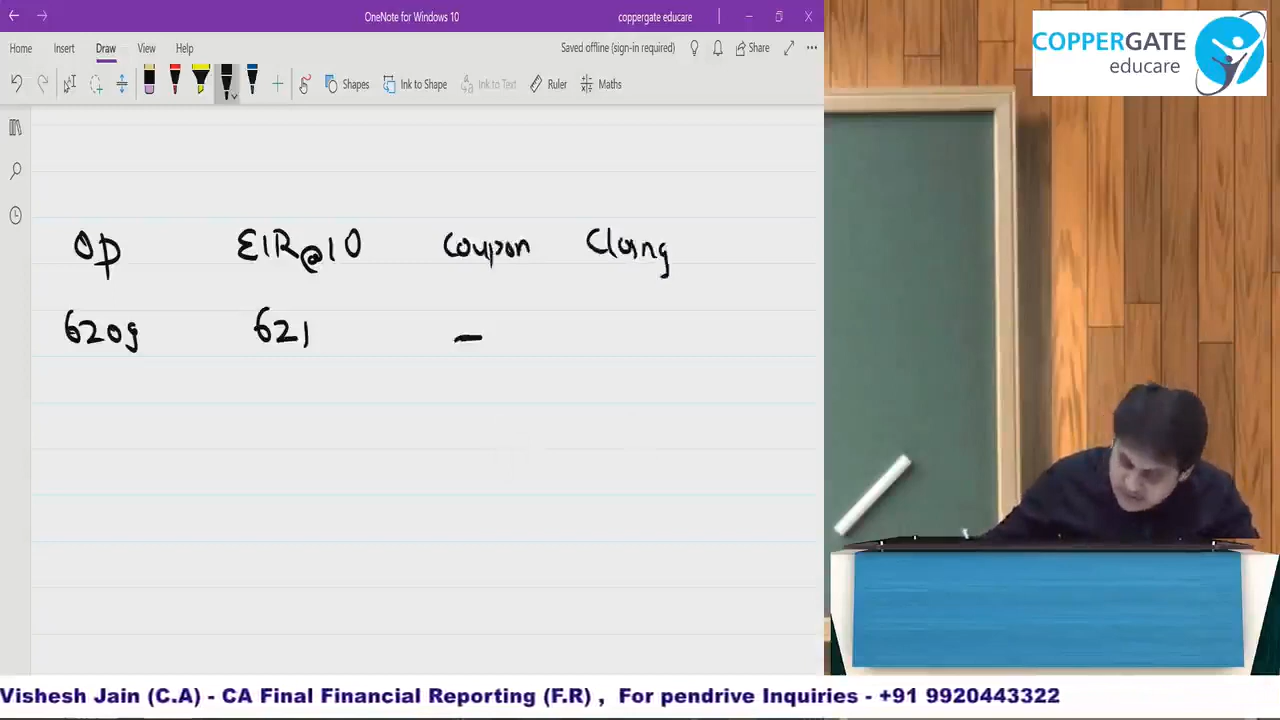 OneNote for Windows 10
coppergate educare
Home Insert Draw View Help
Saved offline (sign-in required)
Share
Shapes
Ink to Shape
Ink to Text
Ruler
Maths
COPPERGATE
educare
Op EIR@10 Coupon Closing
6209 621 –
Vishesh Jain (C.A) - CA Final Financial Reporting (F.R) , For pendrive Inquiries - +91 9920443322